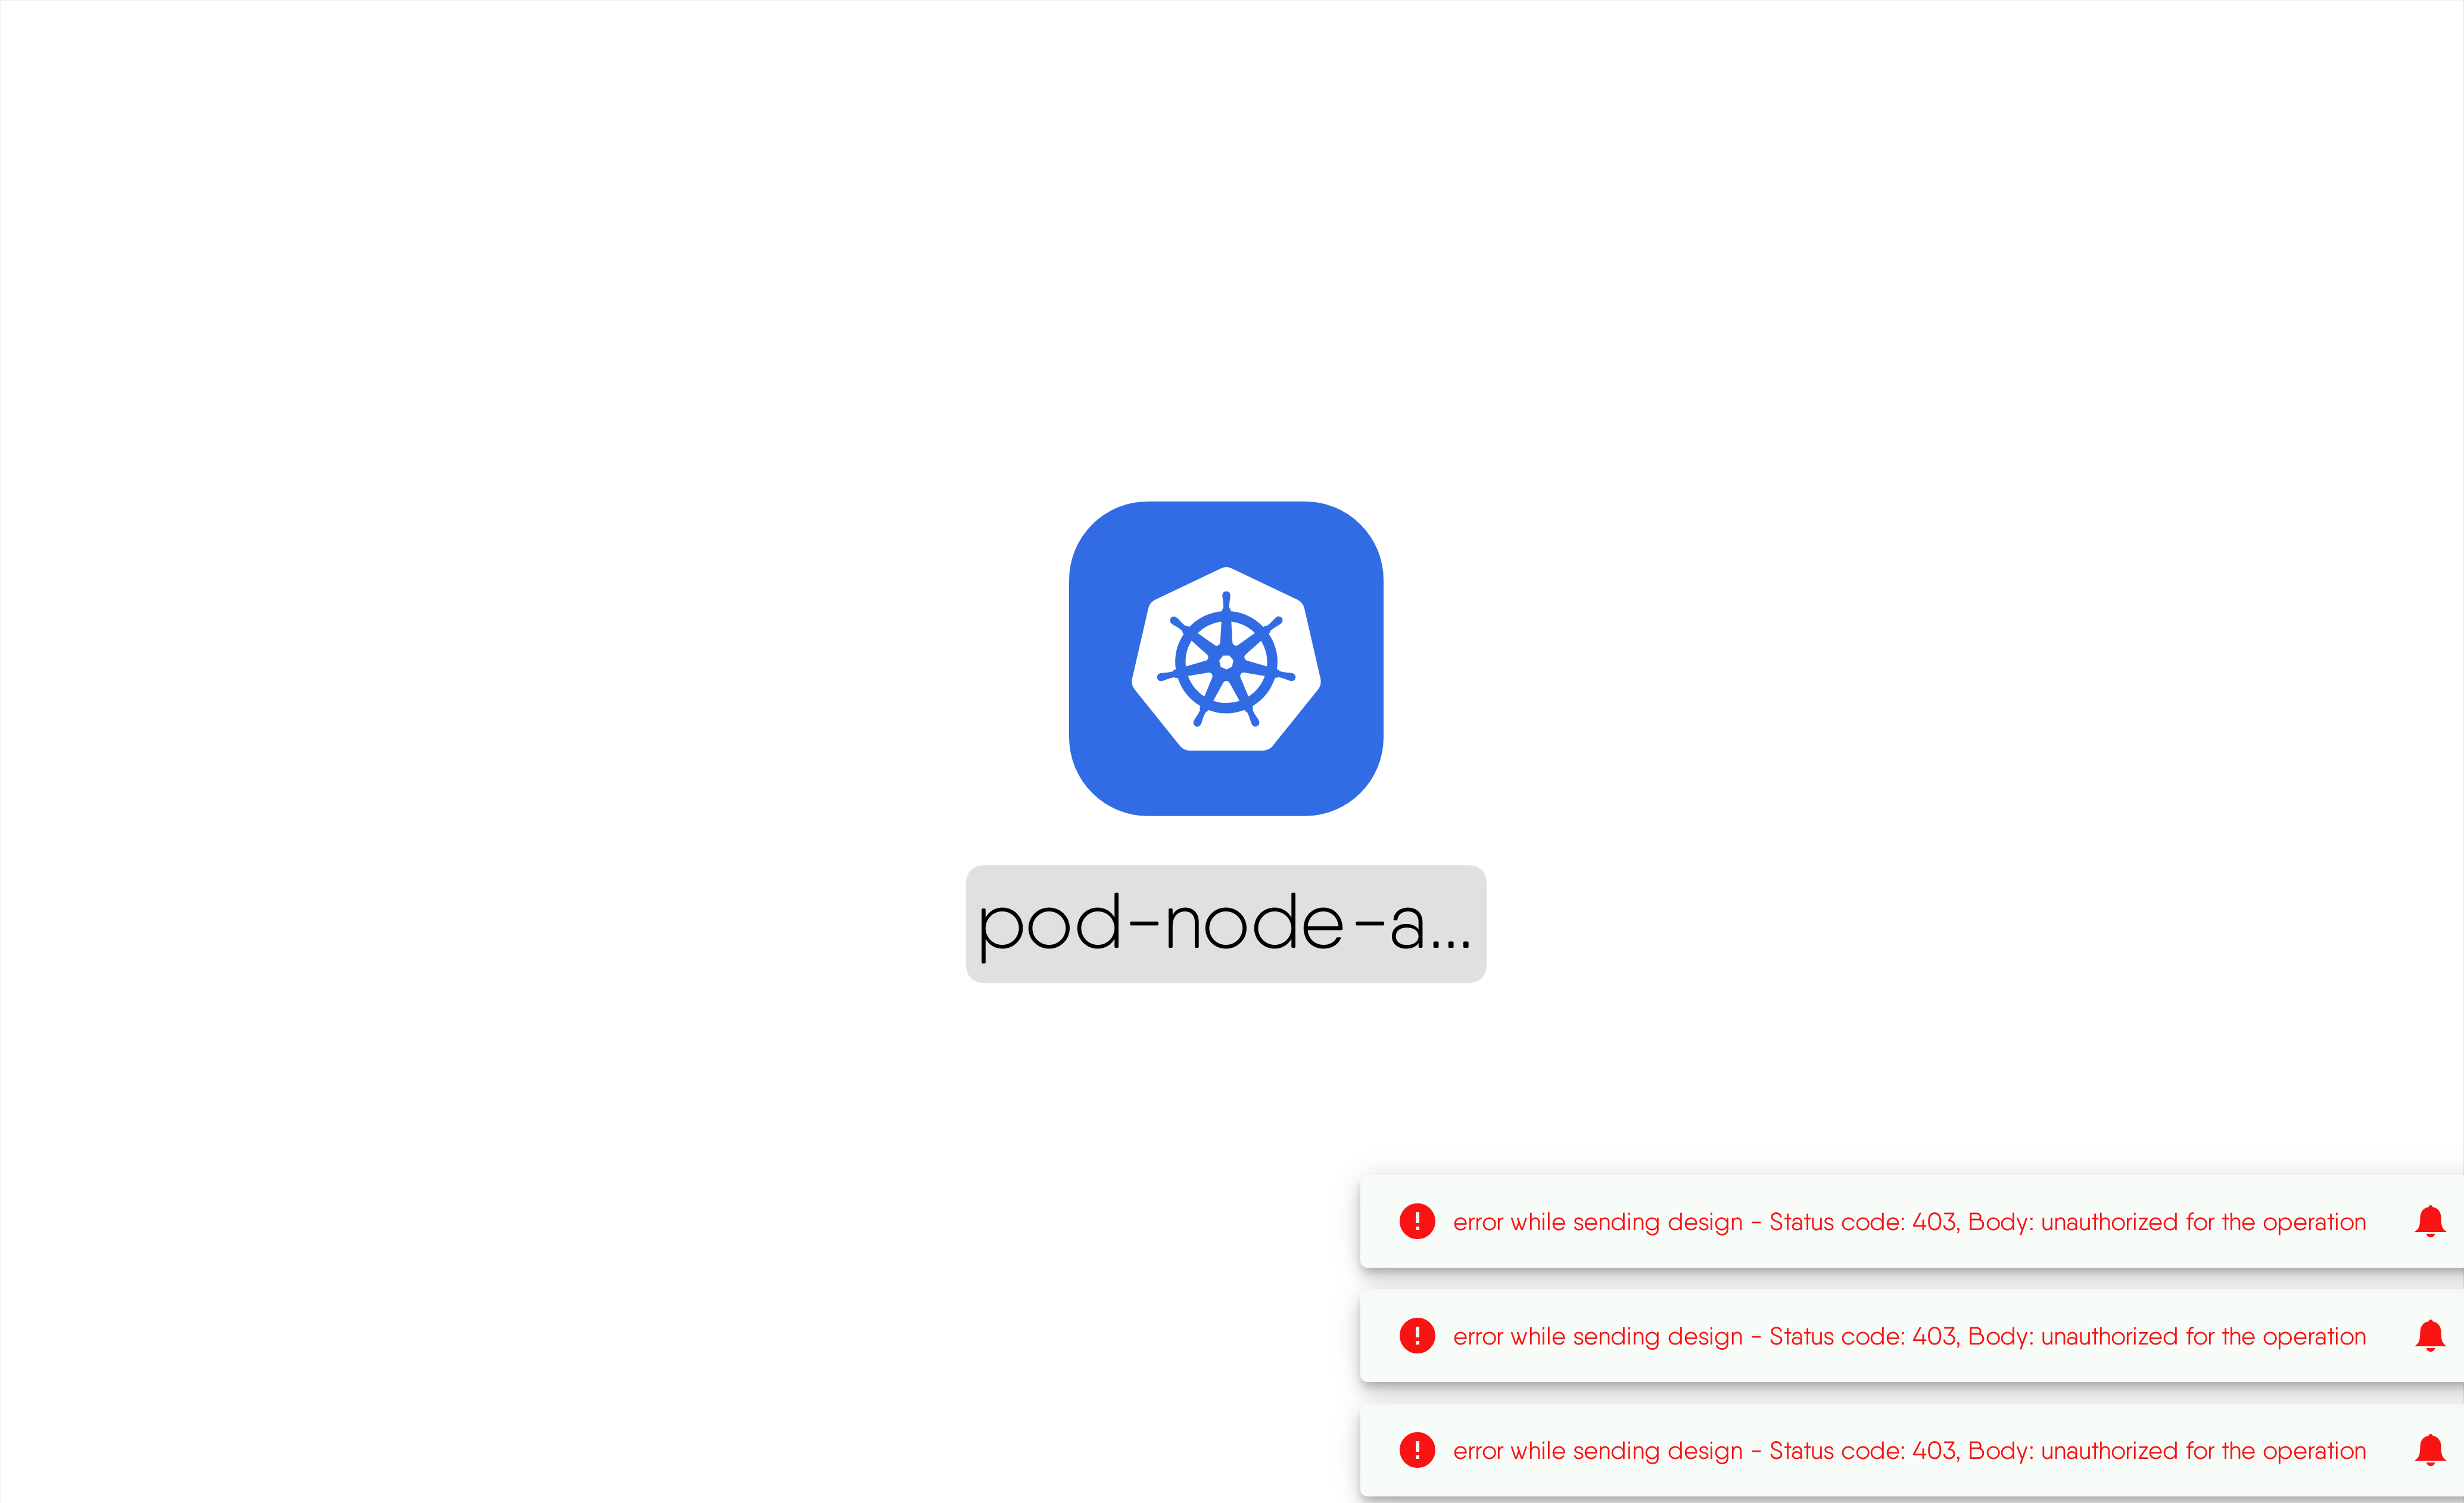 pod-node-a...
error while sending design - Status code: 403, Body: unauthorized for the operation
error while sending design - Status code: 403, Body: unauthorized for the operation
error while sending design - Status code: 403, Body: unauthorized for the operation